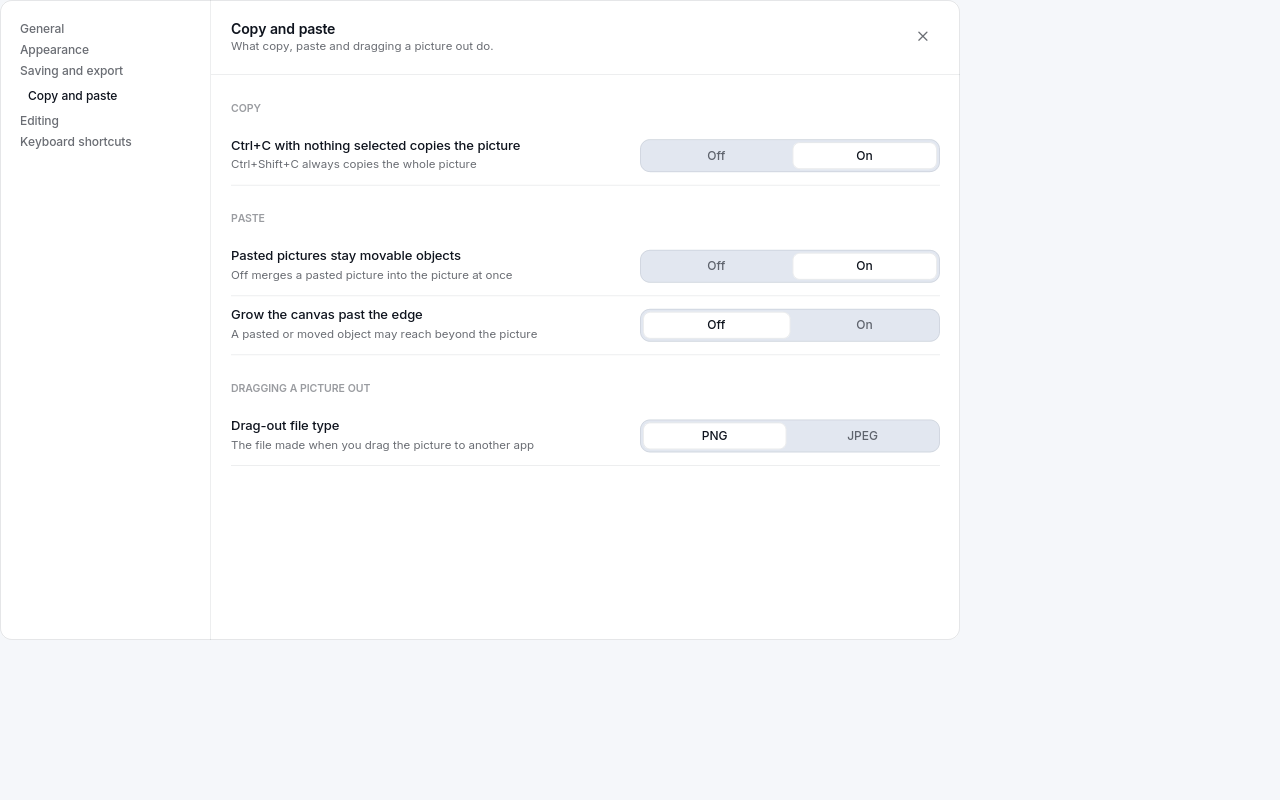 General
Appearance
Saving and export
Copy and paste
Editing
Keyboard shortcuts
Copy and paste
What copy, paste and dragging a picture out do.
COPY
Ctrl+C with nothing selected copies the picture
Ctrl+Shift+C always copies the whole picture
Off On
PASTE
Pasted pictures stay movable objects
Off merges a pasted picture into the picture at once
Off On
Grow the canvas past the edge
A pasted or moved object may reach beyond the picture
Off On
DRAGGING A PICTURE OUT
Drag-out file type
The file made when you drag the picture to another app
PNG JPEG